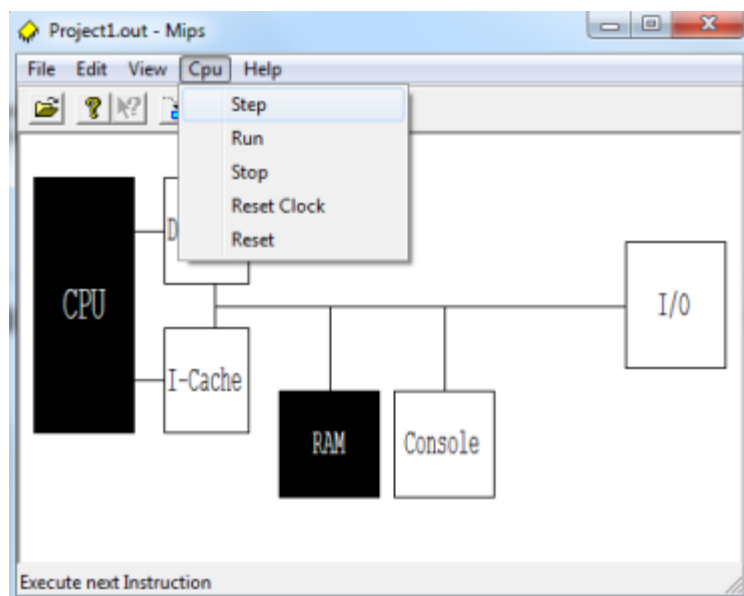 Project1.out - Mips
File Edit View Cpu Help
Step
Run
Stop
Reset Clock
Reset
CPU
I/O
I-Cache
RAM
Console
Execute next Instruction